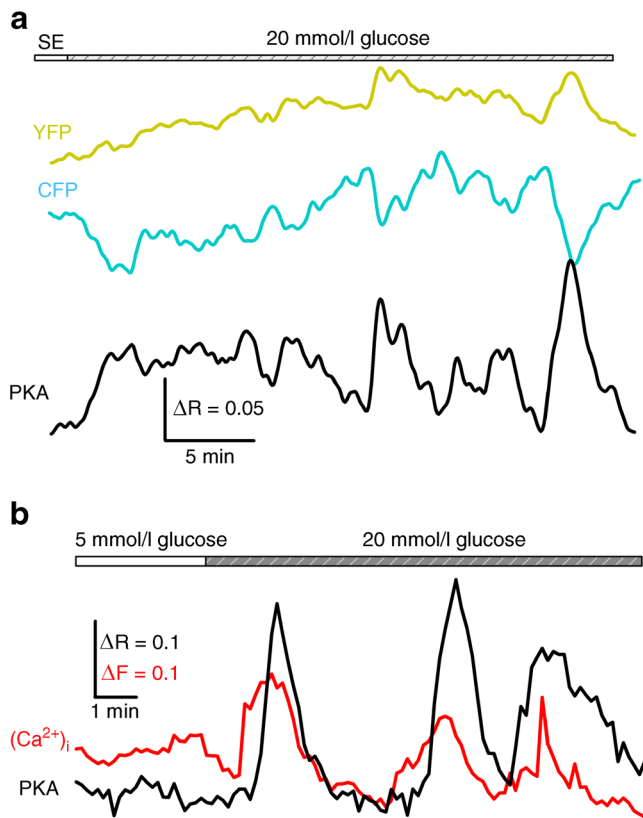 a
SE
20 mmol/l glucose
YFP
CFP
PKA
ΔR = 0.05
5 min
b
5 mmol/l glucose
20 mmol/l glucose
ΔR = 0.1
ΔF = 0.1
1 min
(Ca²⁺)ᵢ
PKA